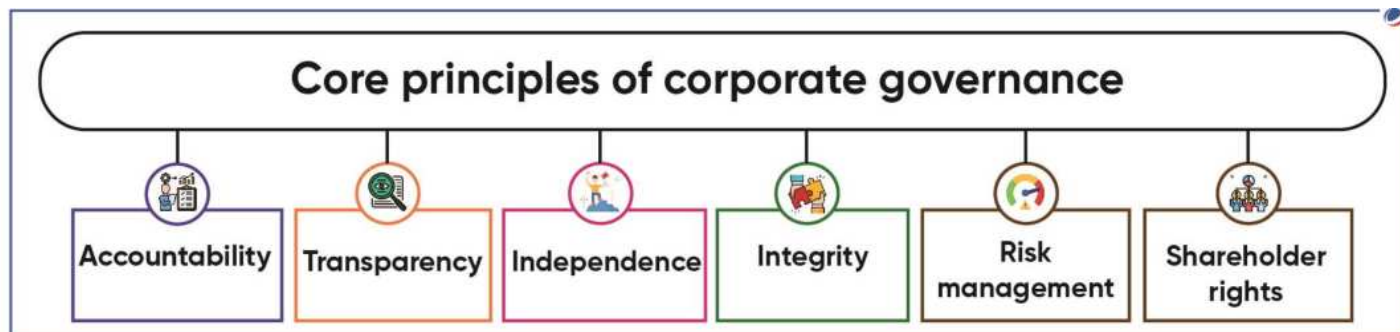 Core principles of corporate governance
Accountability
Transparency
Independence
Integrity
Risk
management
Shareholder
rights